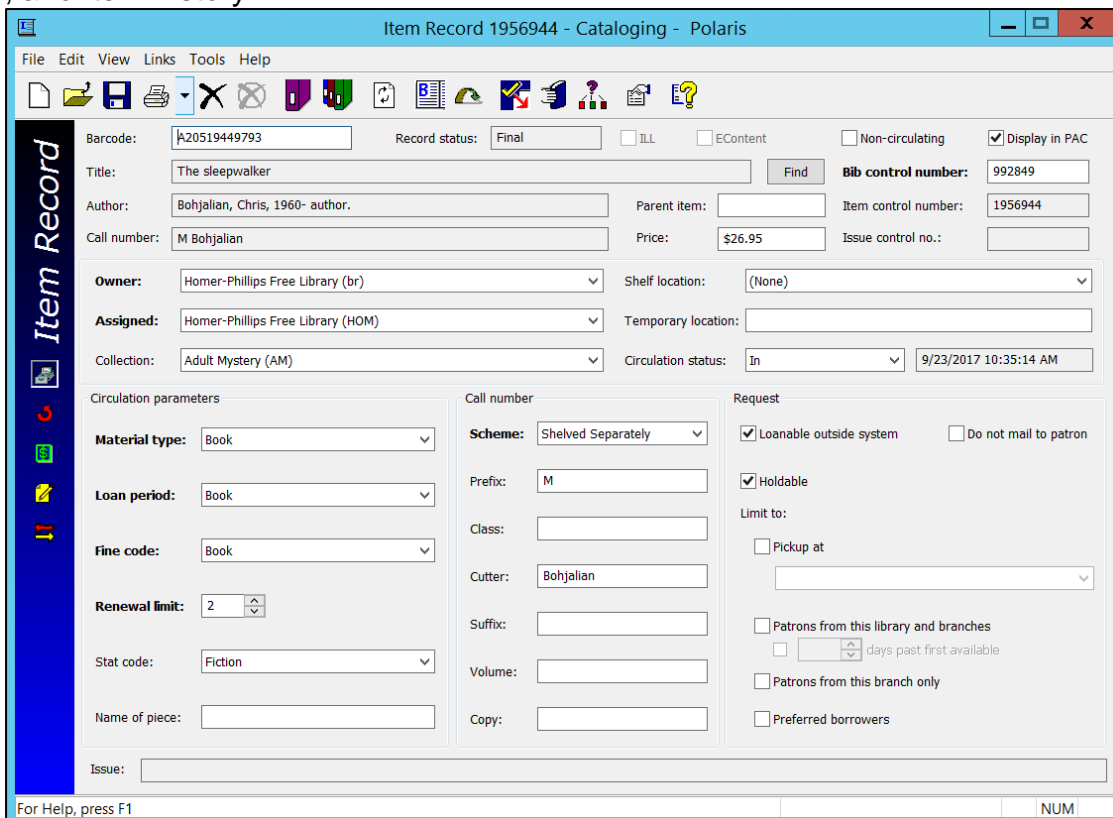 Item Record 1956944 - Cataloging - Polaris
File Edit View Links Tools Help
Item Record
Barcode: A20519449793 Record status: Final ILL EContent Non-circulating Display in PAC
Title: The sleepwalker Find Bib control number: 992849
Author: Bohjalian, Chris, 1960- author. Parent item: Item control number: 1956944
Call number: M Bohjalian Price: $26.95 Issue control no.:
Owner: Homer-Phillips Free Library (br) Shelf location: (None)
Assigned: Homer-Phillips Free Library (HOM) Temporary location:
Collection: Adult Mystery (AM) Circulation status: In 9/23/2017 10:35:14 AM
Circulation parameters Call number Request
Material type: Book Scheme: Shelved Separately Loanable outside system Do not mail to patron
Prefix: M Holdable
Loan period: Book
Limit to:
Class:
Fine code: Book Pickup at
Cutter: Bohjalian
Renewal limit: 2
Suffix: Patrons from this library and branches
days past first available
Stat code: Fiction
Volume: Patrons from this branch only
Name of piece: Copy: Preferred borrowers
Issue:
For Help, press F1 NUM